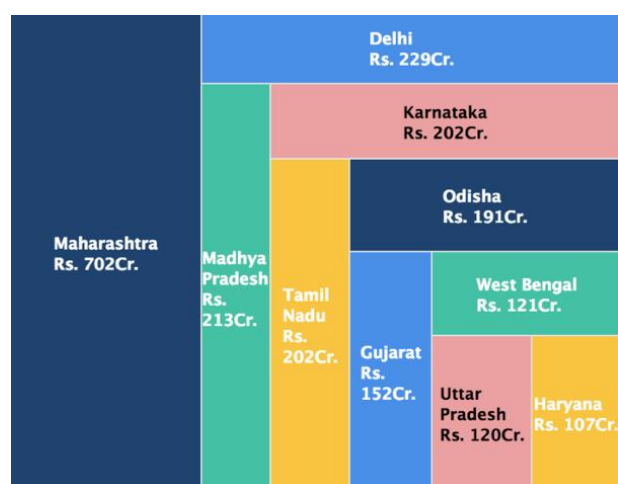 Delhi
Rs. 229Cr.
Karnataka
Rs. 202Cr.
Odisha
Rs. 191Cr.
Maharashtra
Rs. 702Cr.
Madhya
Pradesh
Rs.
213Cr.
Tamil
Nadu
Rs.
202Cr.
West Bengal
Rs. 121Cr.
Gujarat
Rs.
152Cr.
Uttar
Pradesh
Rs. 120Cr.
Haryana
Rs. 107Cr.